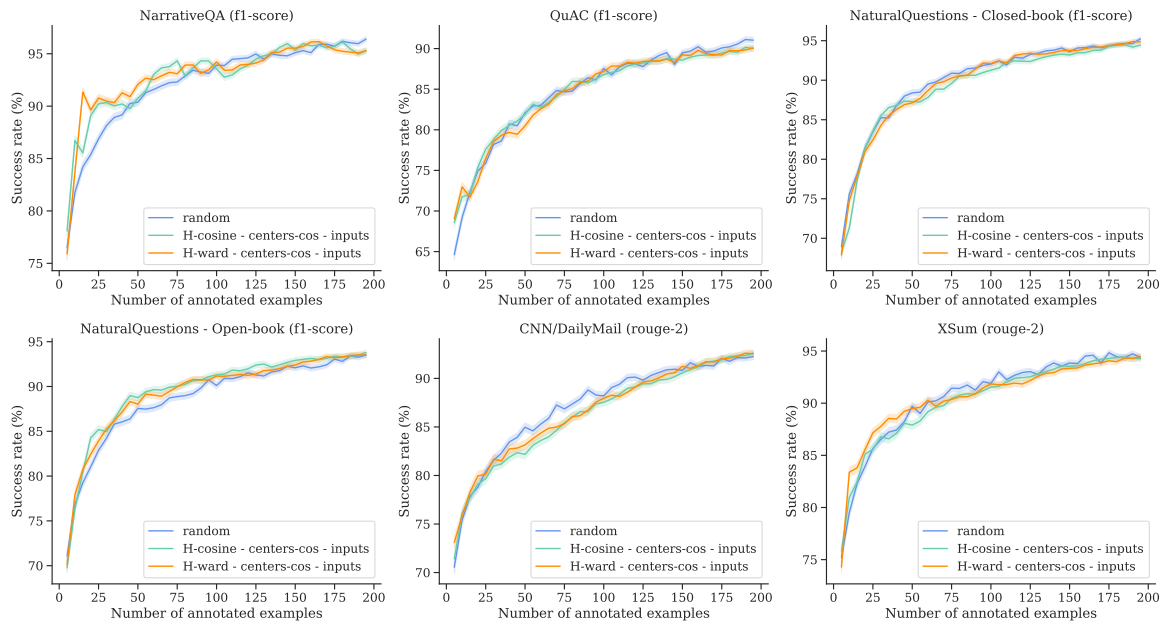 NarrativeQA (f1-score)
Success rate (%)
95
90
85
80
75
random
H-cosine - centers-cos - inputs
H-ward - centers-cos - inputs
0 25 50 75 100 125 150 175 200
Number of annotated examples
QuAC (f1-score)
Success rate (%)
90
85
80
75
70
65
random
H-cosine - centers-cos - inputs
H-ward - centers-cos - inputs
0 25 50 75 100 125 150 175 200
Number of annotated examples
NaturalQuestions - Closed-book (f1-score)
Success rate (%)
95
90
85
80
75
70
random
H-cosine - centers-cos - inputs
H-ward - centers-cos - inputs
0 25 50 75 100 125 150 175 200
Number of annotated examples
NaturalQuestions - Open-book (f1-score)
Success rate (%)
95
90
85
80
75
70
random
H-cosine - centers-cos - inputs
H-ward - centers-cos - inputs
0 25 50 75 100 125 150 175 200
Number of annotated examples
CNN/DailyMail (rouge-2)
Success rate (%)
90
85
80
75
70
random
H-cosine - centers-cos - inputs
H-ward - centers-cos - inputs
0 25 50 75 100 125 150 175 200
Number of annotated examples
XSum (rouge-2)
Success rate (%)
95
90
85
80
75
random
H-cosine - centers-cos - inputs
H-ward - centers-cos - inputs
0 25 50 75 100 125 150 175 200
Number of annotated examples